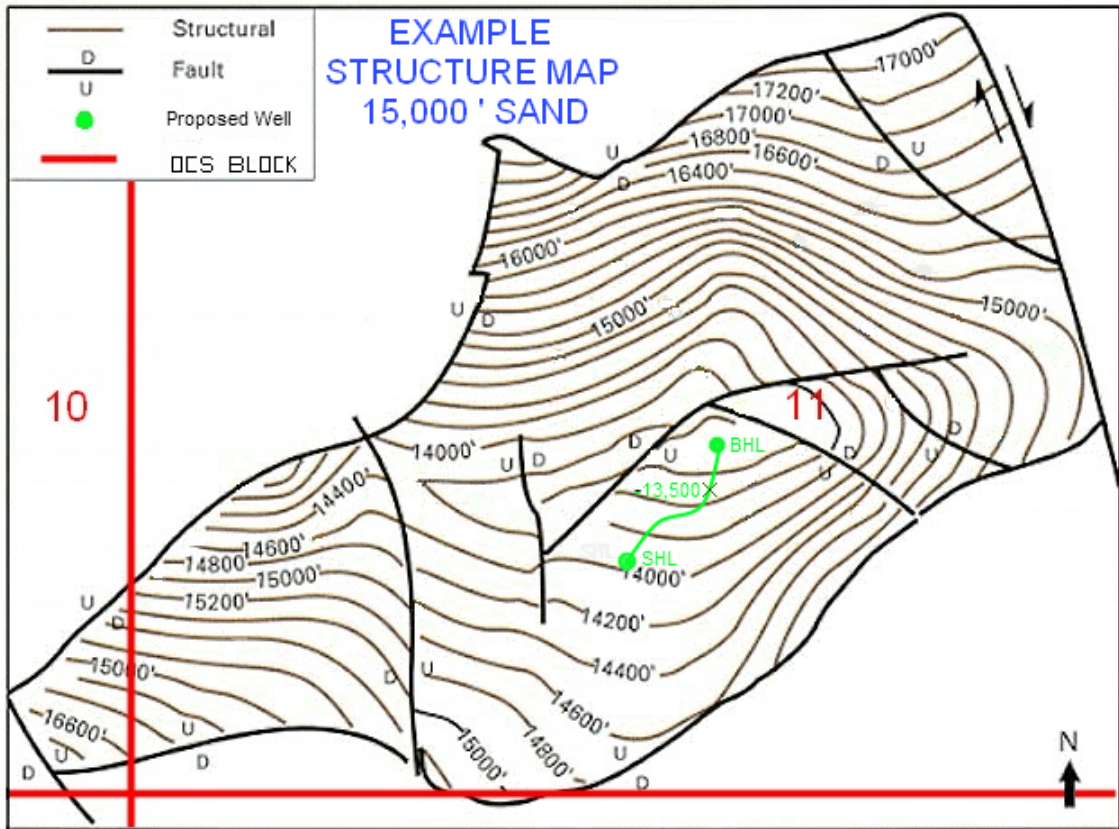 Structural
D
Fault
U
Proposed Well
OCS BLOCK
EXAMPLE
STRUCTURE MAP
15,000 ' SAND
17000'
17200'
17000'
16800'
16600'
16400'
U
D
D
U
16000'
15000'
15000'
U
D
10
11
14000'
U
D
D
U
BHL
D
U
D
U
14400'
-13,500
SHL
14000'
14600'
14800'
15000'
15200'
14200'
U
D
14400'
D
U
15000'
14600'
16600'
U
D
U
D
15000'
14800'
U
D
U
D
N